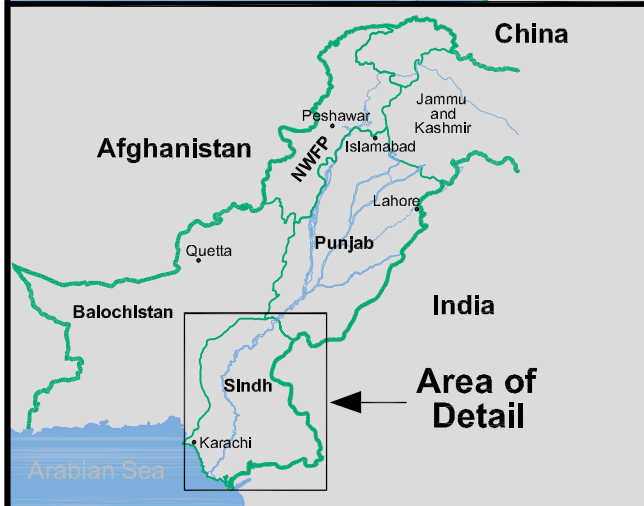 China
Jammu
and
Kashmir
Peshawar
Afghanistan
Islamabad
NWFP
Lahore
Punjab
Quetta
India
BalochIstan
SIndh
Area of
Detail
Karachi
Arabian Sea